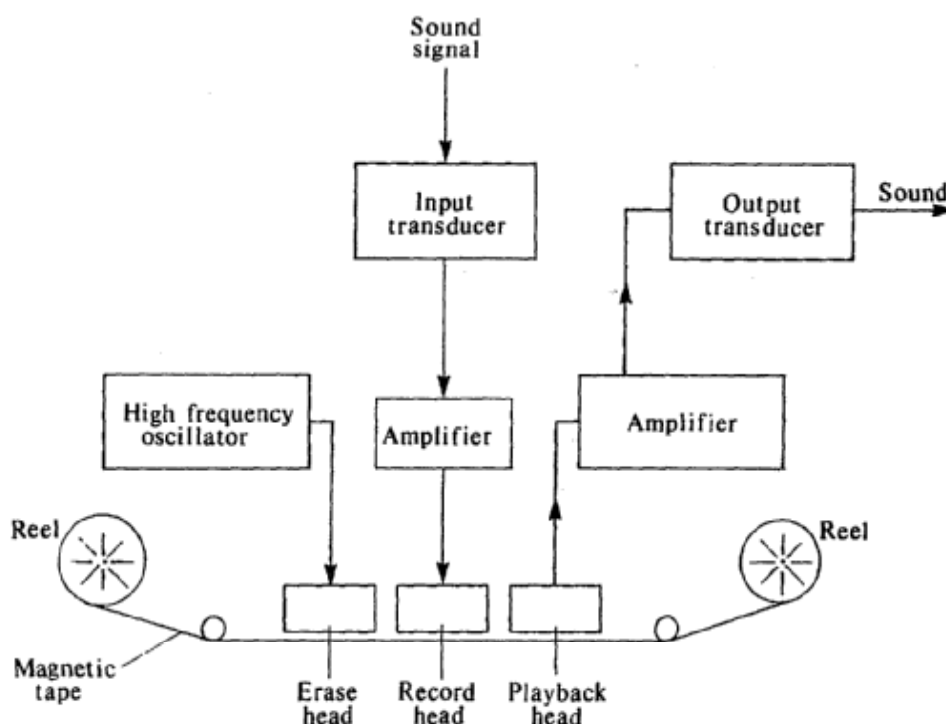 Sound
signal
Input
transducer
Output
transducer
Sound
High frequency
oscillator
Amplifier
Amplifier
Reel
Reel
Magnetic
tape
Erase
head
Record
head
Playback
head